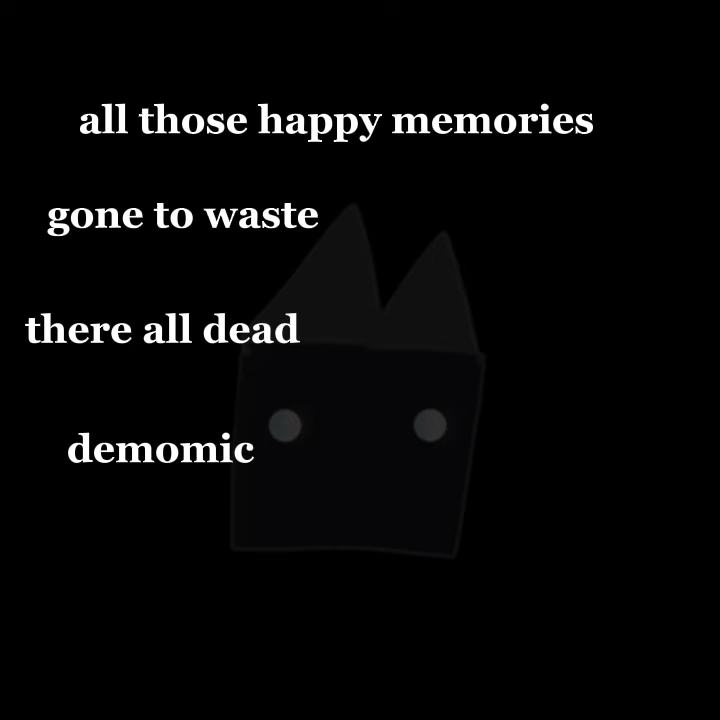 all those happy memories
gone to waste
there all dead
demomic